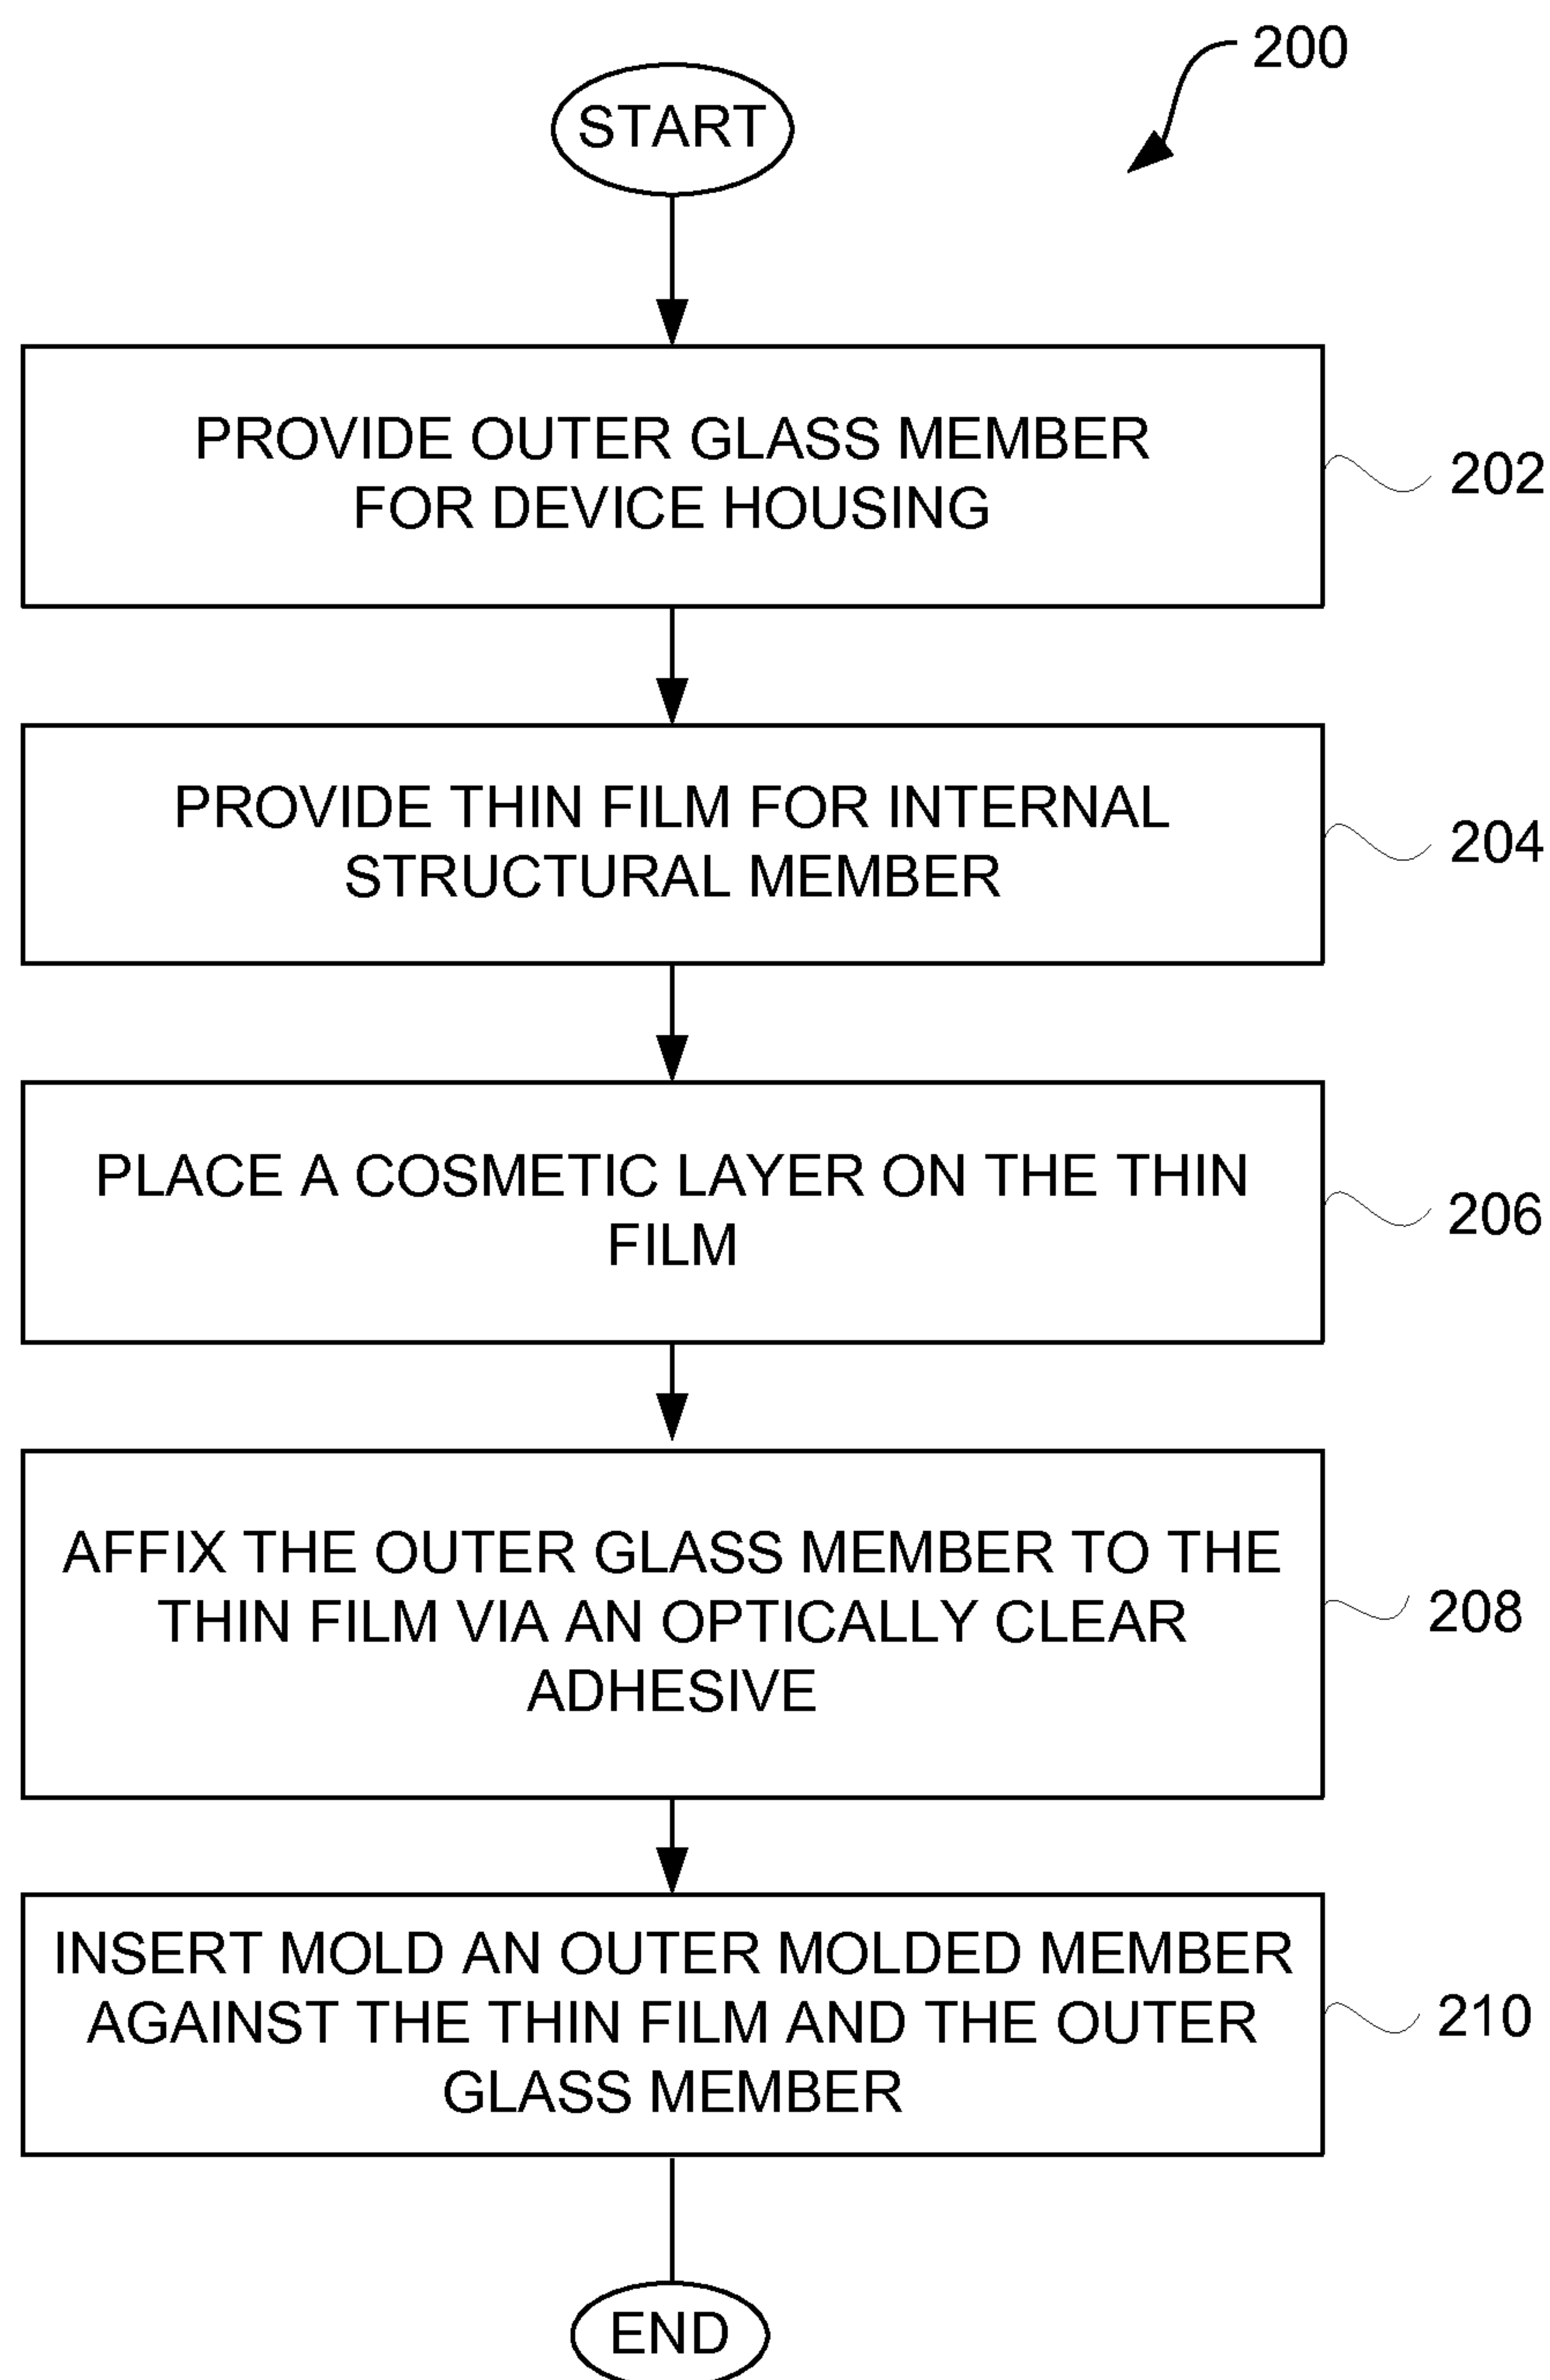 200
START
PROVIDE OUTER GLASS MEMBER
FOR DEVICE HOUSING
202
PROVIDE THIN FILM FOR INTERNAL
STRUCTURAL MEMBER
204
PLACE A COSMETIC LAYER ON THE THIN
FILM
206
AFFIX THE OUTER GLASS MEMBER TO THE
THIN FILM VIA AN OPTICALLY CLEAR
ADHESIVE
208
INSERT MOLD AN OUTER MOLDED MEMBER
AGAINST THE THIN FILM AND THE OUTER
GLASS MEMBER
210
END